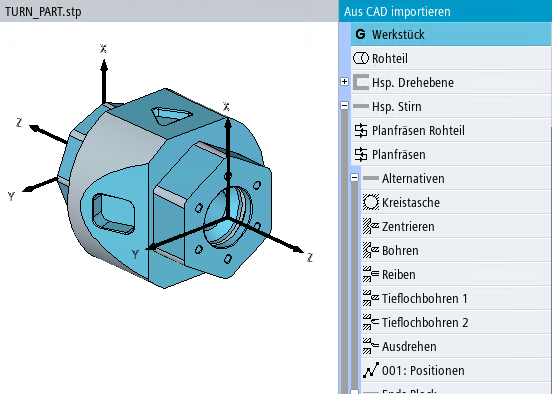 TURN_PART.stp
Aus CAD importieren
G Werkstück
Rohteil
Hsp. Drehebene
Hsp. Stirn
Planfräsen Rohteil
Planfräsen
Alternativen
Kreistasche
Zentrieren
Bohren
Reiben
Tieflochbohren 1
Tieflochbohren 2
Ausdrehen
001: Positionen
X
Z
Y
X
Y
Z